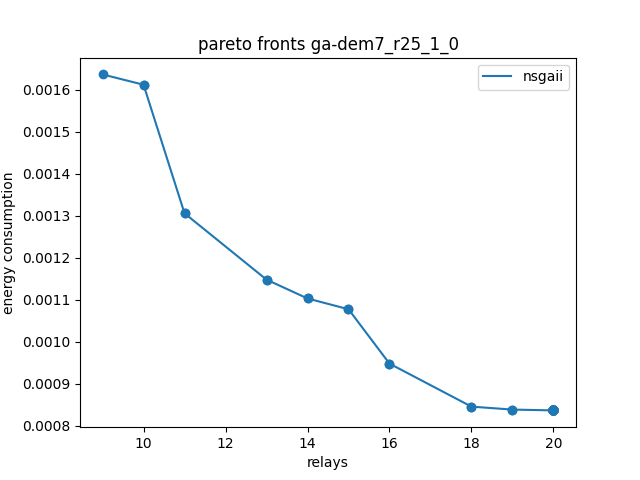 pareto fronts ga-dem7_r25_1_0
nsgaii
0.0016
0.0015
0.0014
0.0013
0.0012
0.0011
0.0010
0.0009
0.0008
energy consumption
10 12 14 16 18 20
relays